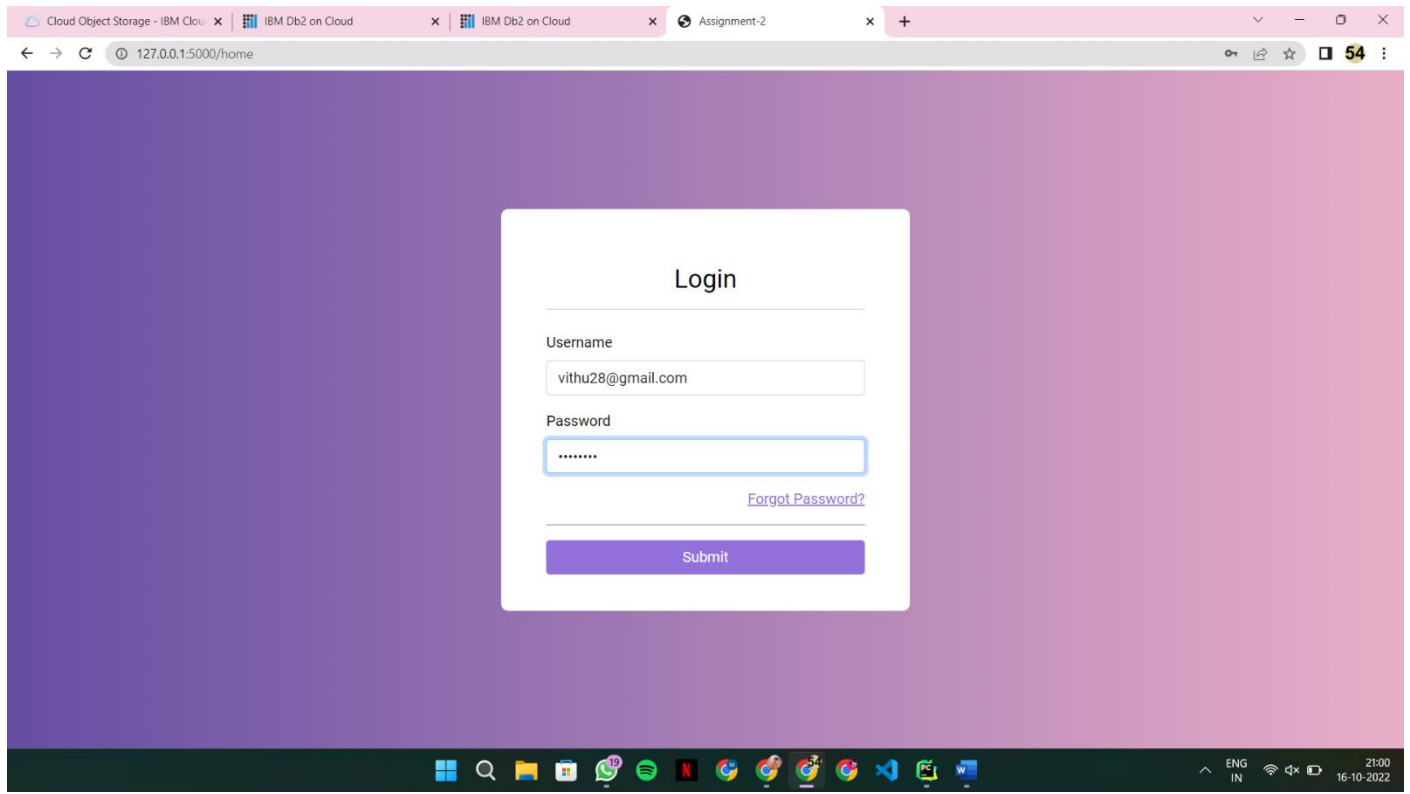 Cloud Object Storage - IBM Clou
IBM Db2 on Cloud
IBM Db2 on Cloud
Assignment-2
127.0.0.1:5000/home
54
Login
Username
vithu28@gmail.com
Password
••••••••
Forgot Password?
Submit
19
54
PC
W
ENG
IN
21:00
16-10-2022